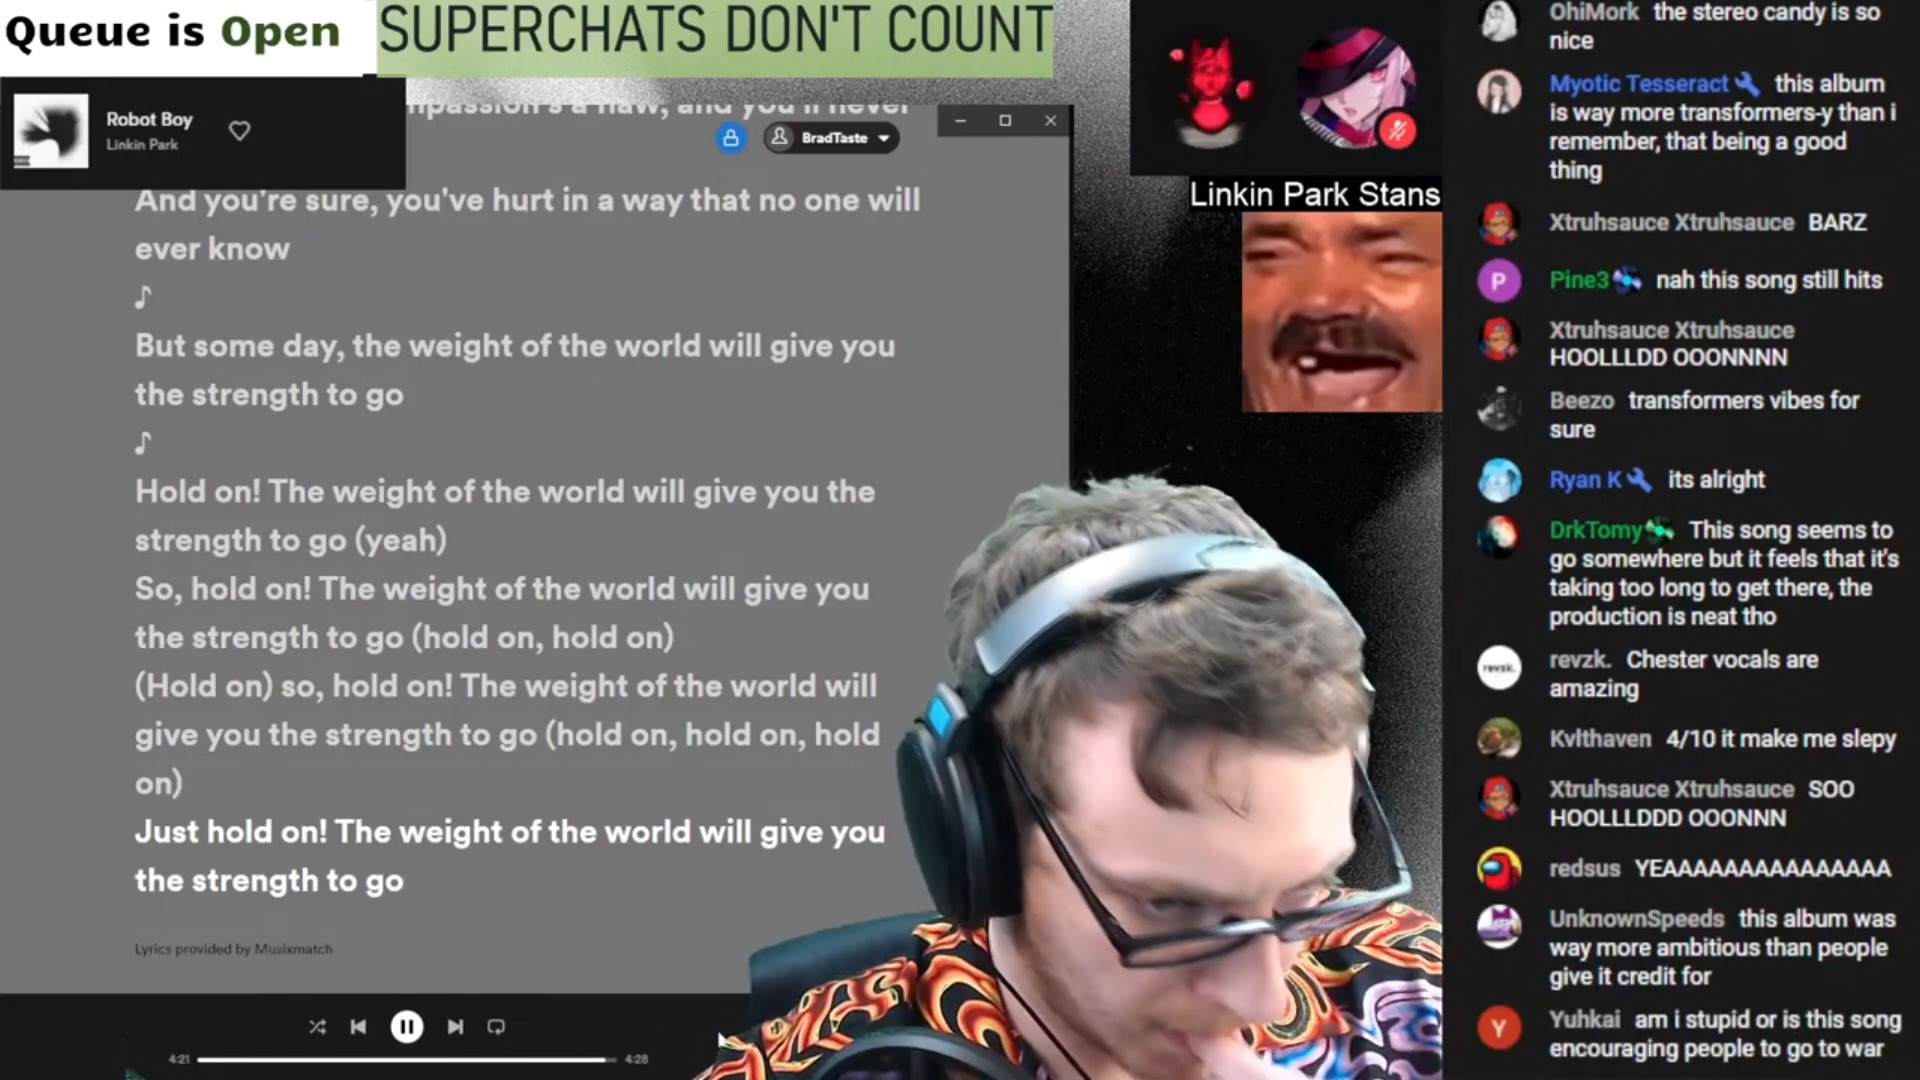 Queue is Open
SUPERCHATS DON'T COUNT
Robot Boy
Linkin Park
and you'll never
BradTaste
And you're sure, you've hurt in a way that no one will
ever know
♪
But some day, the weight of the world will give you
the strength to go
♪
Hold on! The weight of the world will give you the
strength to go (yeah)
So, hold on! The weight of the world will give you
the strength to go (hold on, hold on)
(Hold on) so, hold on! The weight of the world will
give you the strength to go (hold on, hold on, hold
on)
Just hold on! The weight of the world will give you
the strength to go
Lyrics provided by Musixmatch
4:21
4:28
Linkin Park Stans
OhiMork the stereo candy is so
nice
Myotic Tesseract this album
is way more transformers-y than i
remember, that being a good
thing
Xtruhsauce Xtruhsauce BARZ
P
Pine3 nah this song still hits
Xtruhsauce Xtruhsauce
HOOLLLDD OOONNNN
Beezo transformers vibes for
sure
Ryan K its alright
DrkTomy This song seems to
go somewhere but it feels that it's
taking too long to get there, the
production is neat tho
revzk.
revzk. Chester vocals are
amazing
Kvlthaven 4/10 it make me slepy
Xtruhsauce Xtruhsauce SOO
HOOLLLDDD OOONNN
redsus YEAAAAAAAAAAAAAAA
UnknownSpeeds this album was
way more ambitious than people
give it credit for
Y
Yuhkai am i stupid or is this song
encouraging people to go to war